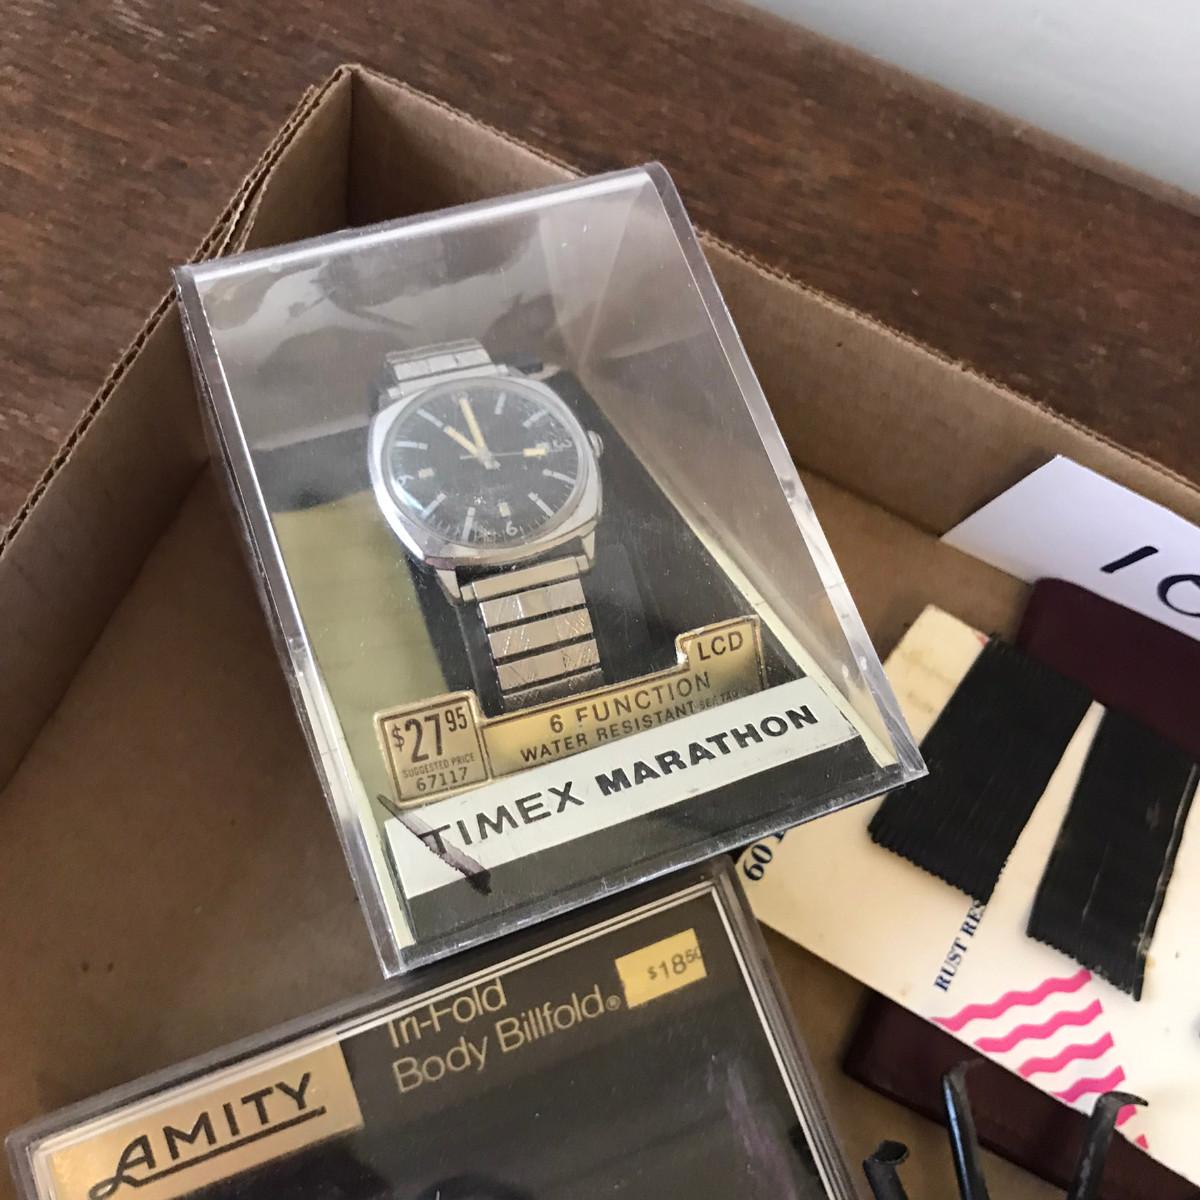 LCD
6 FUNCTION
WATER RESISTANT
$27.95
SUGGESTED PRICE
67117
TIMEX MARATHON
6
10
60
RUST RES
$18.50
Tri-Fold
Body Billfold®
AMITY